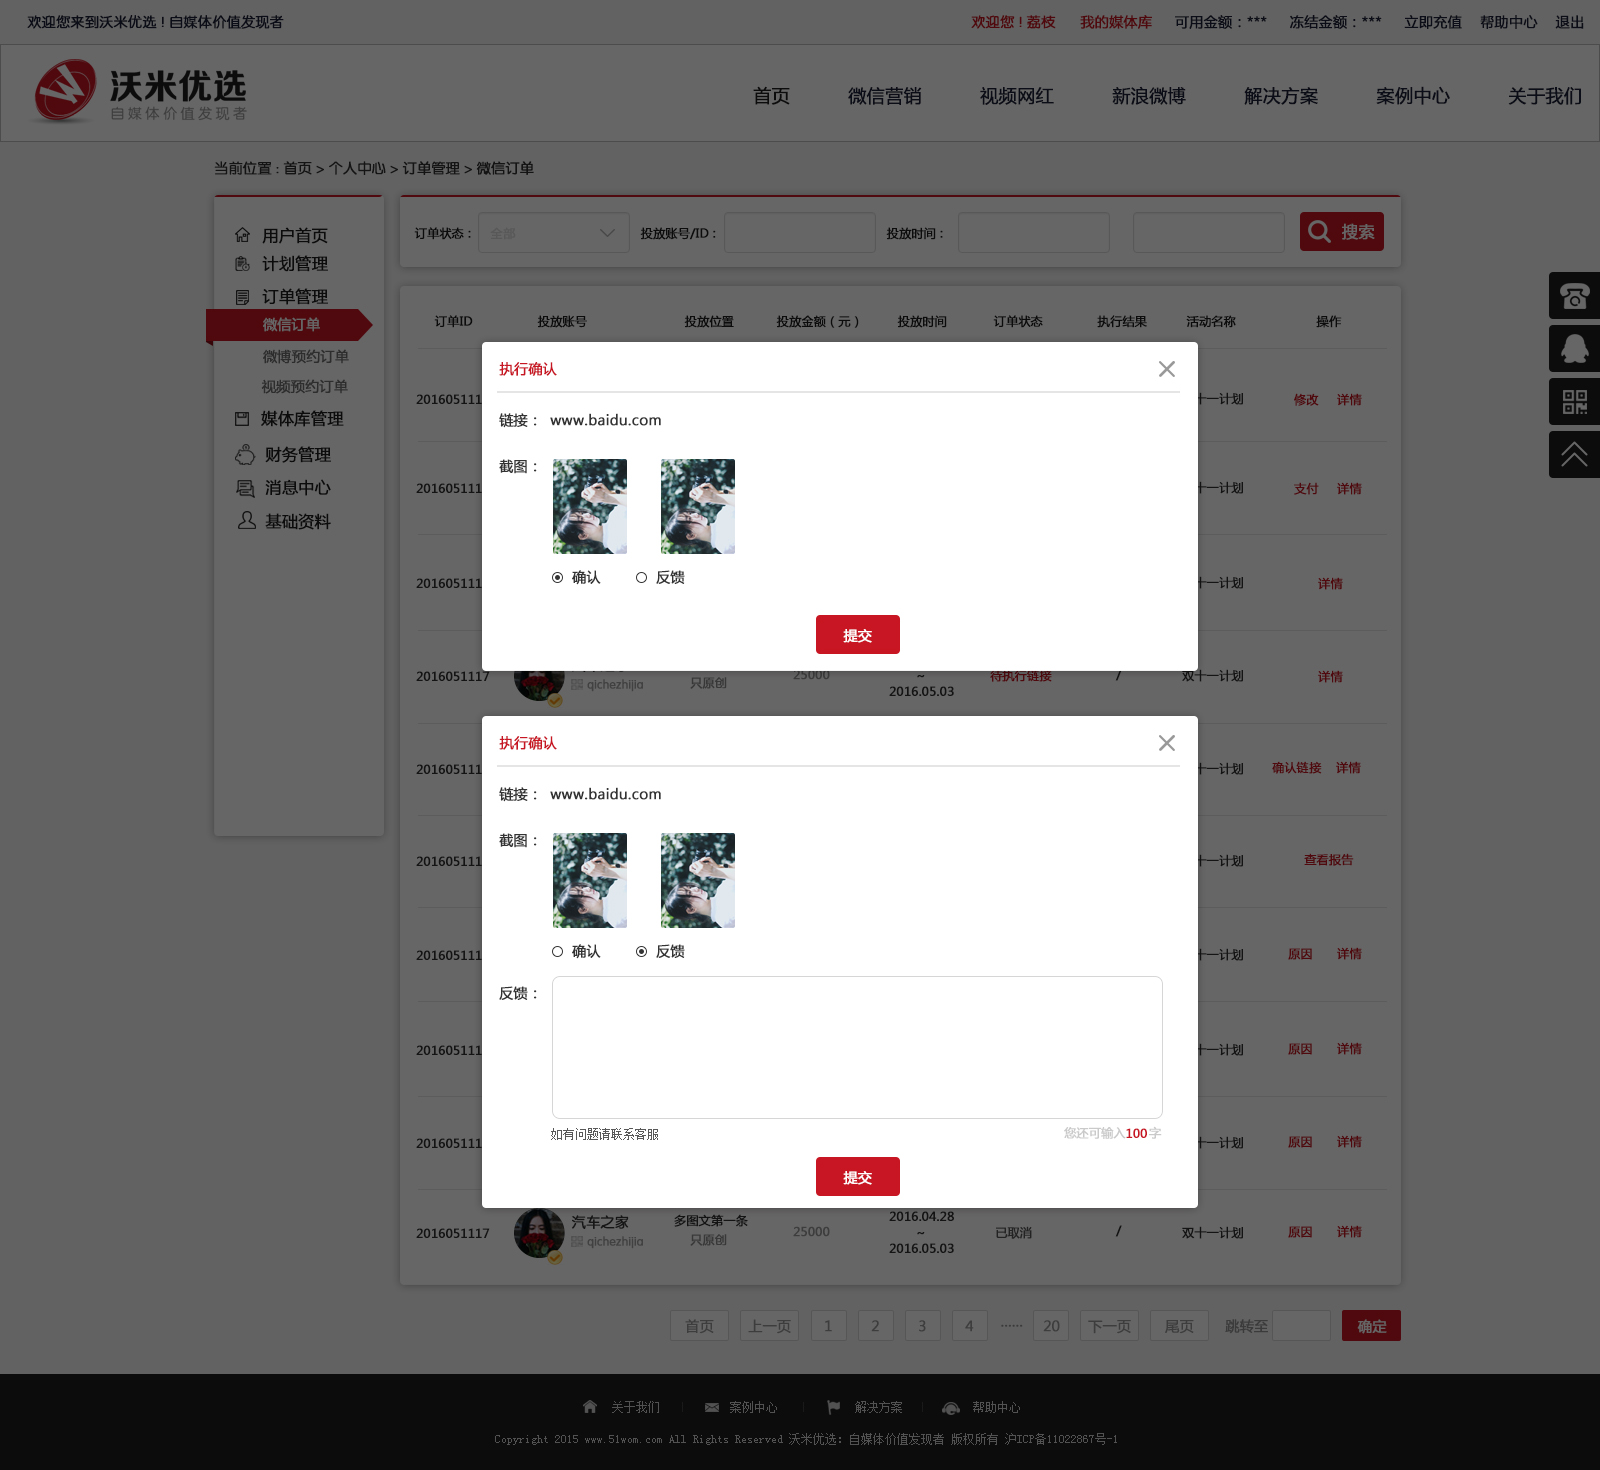 欢迎您来到沃米优选！自媒体价值发现者
欢迎您！荔枝 我的媒体库 可用金额：*** 冻结金额：*** 立即充值 帮助中心 退出
沃米优选
自媒体价值发现者
首页 微信营销 视频网红 新浪微博 解决方案 案例中心 关于我们
当前位置：首页 > 个人中心 > 订单管理 > 微信订单
用户首页
计划管理
订单管理
微信订单
微博预约订单
视频预约订单
媒体库管理
财务管理
消息中心
基础资料
订单状态： 全部 投放账号/ID： 投放时间： 搜索
订单ID 投放账号 投放位置 投放金额（元） 投放时间 订单状态 执行结果 活动名称 操作
执行确认
链接： www.baidu.com
截图：
确认 反馈
提交
201605111 十一计划 修改 详情
201605111 十一计划 支付 详情
201605111 十一计划 详情
2016051117 qichezhijia 只原创 25000 ~ 待执行链接 / 双十一计划 详情
2016.05.03
执行确认
链接： www.baidu.com
截图：
确认 反馈
反馈：
如有问题请联系客服 您还可输入100字
提交
201605111 十一计划 确认链接 详情
201605111 十一计划 查看报告
201605111 十一计划 原因 详情
201605111 十一计划 原因 详情
201605111 十一计划 原因 详情
2016051117 汽车之家 多图文第一条 25000 2016.04.28 已取消 / 双十一计划 原因 详情
qichezhijia 只原创 ~
2016.05.03
首页 上一页 1 2 3 4 ······ 20 下一页 尾页 跳转至 确定
关于我们 案例中心 解决方案 帮助中心
Copyright 2015 www.51wom.com All Rights Reserved 沃米优选：自媒体价值发现者 版权所有 沪ICP备11022867号-1